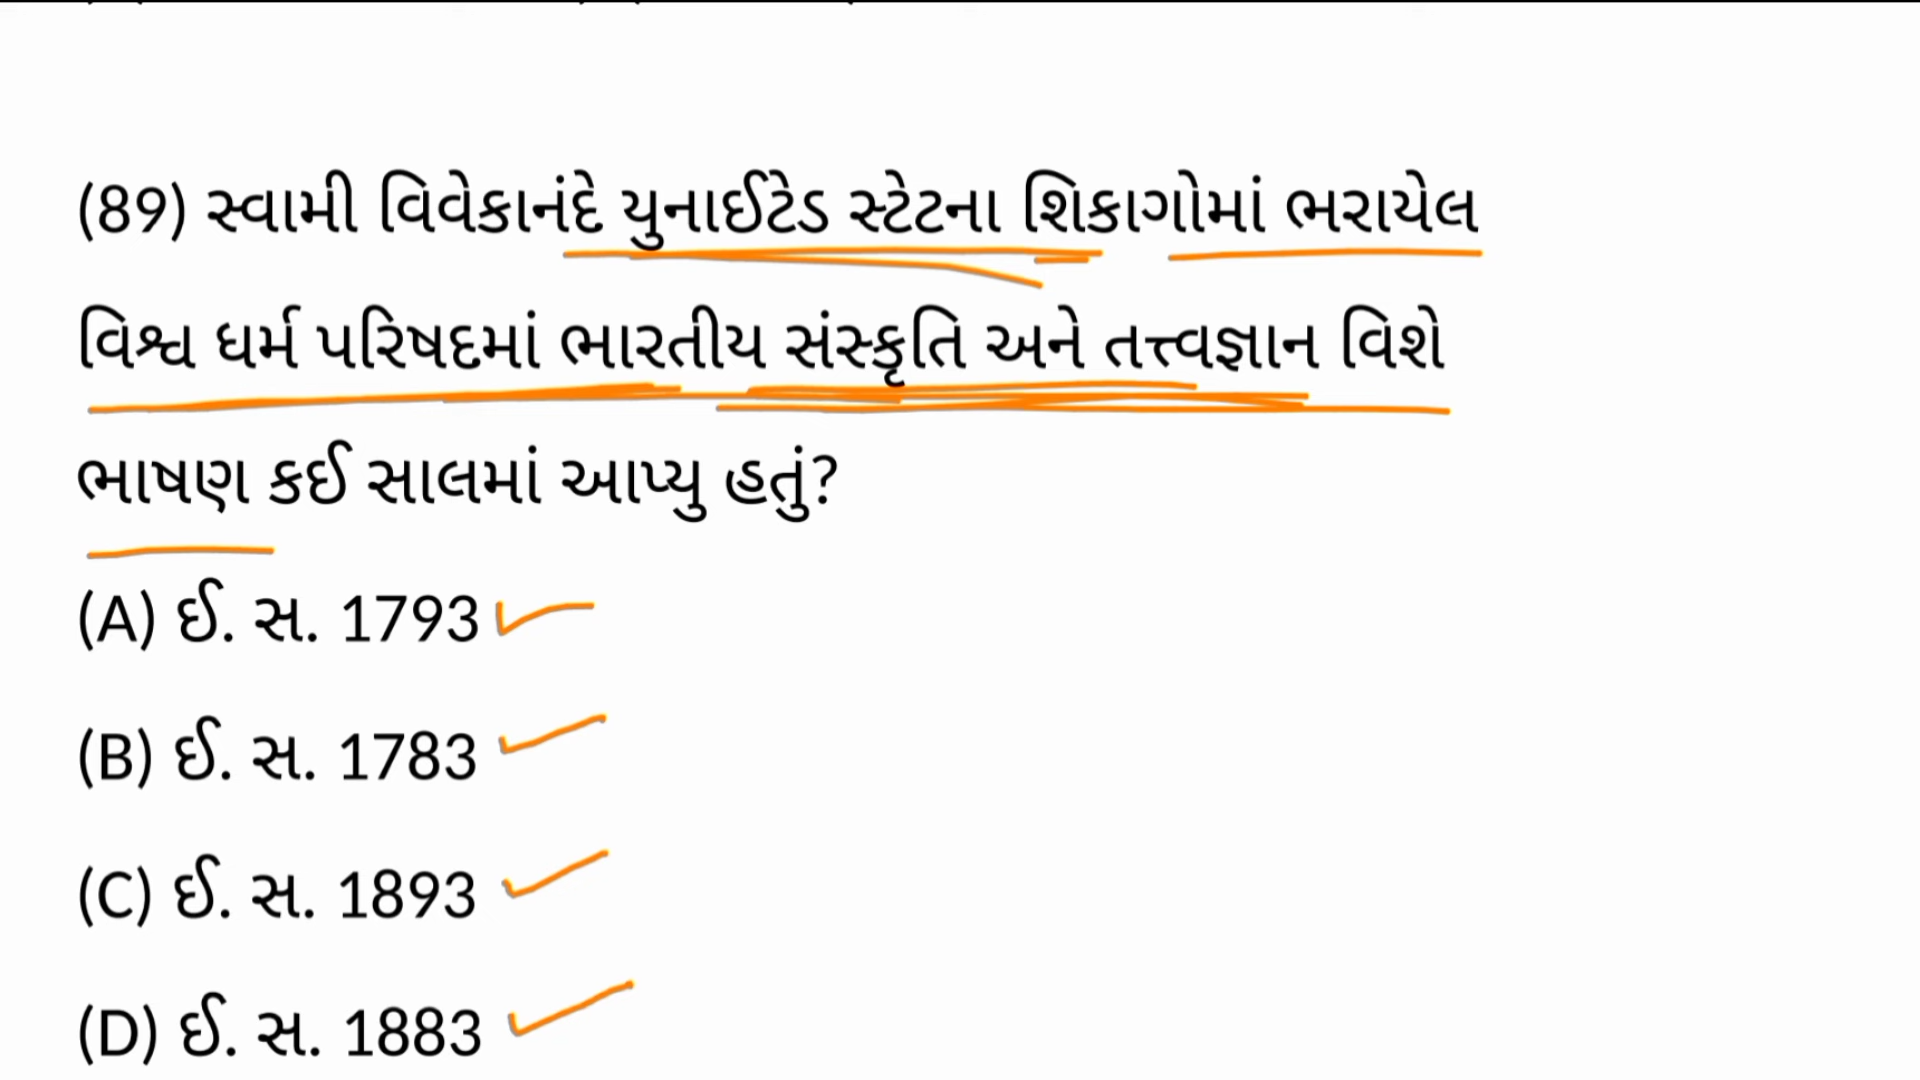 (89) સ્વામી વિવેકાનંદે યુનાઈટેડ સ્ટેટના શિકાગોમાં ભરાયેલ
વિશ્વ ધર્મ પરિષદમાં ભારતીય સંસ્કૃતિ અને તત્ત્વજ્ઞાન વિશે
ભાષણ કઈ સાલમાં આપ્યુ હતું?
(A) ઈ. સ. 1793
(B) ઈ. સ. 1783
(C) ઈ. સ. 1893
(D) ઈ. સ. 1883